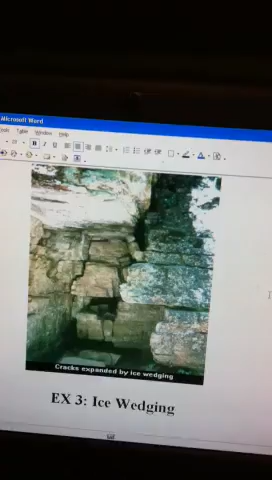 Microsoft Word
Table Window Help
B I U
Cracks expanded by ice wedging
EX 3: Ice Wedging